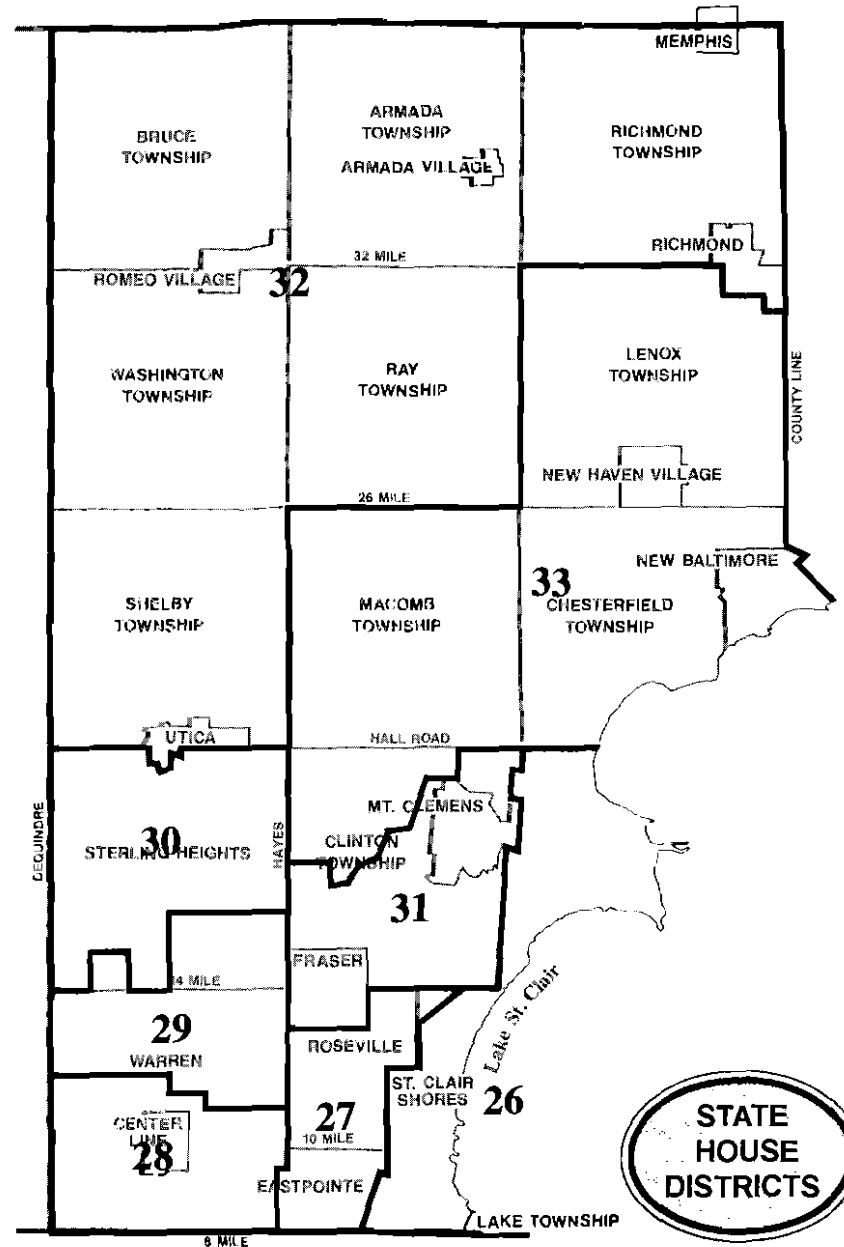 MEMPHIS
BRUCE
TOWNSHIP
ARMADA
TOWNSHIP
ARMADA VILLAGE
RICHMOND
TOWNSHIP
RICHMOND
32 MILE
ROMEO VILLAGE
32
WASHINGTON
TOWNSHIP
RAY
TOWNSHIP
LENOX
TOWNSHIP
COUNTY LINE
NEW HAVEN VILLAGE
26 MILE
NEW BALTIMORE
33
SHELBY
TOWNSHIP
MACOMB
TOWNSHIP
CHESTERFIELD
TOWNSHIP
UTICA
HALL ROAD
MT. CLEMENS
DEQUINDRE
30
STERLING HEIGHTS
HAYES
CLINTON
TOWNSHIP
31
FRASER
14 MILE
Lake St. Clair
29
WARREN
ROSEVILLE
ST. CLAIR
SHORES
26
27
CENTER
LINE
28
10 MILE
EASTPOINTE
LAKE TOWNSHIP
8 MILE
STATE
HOUSE
DISTRICTS